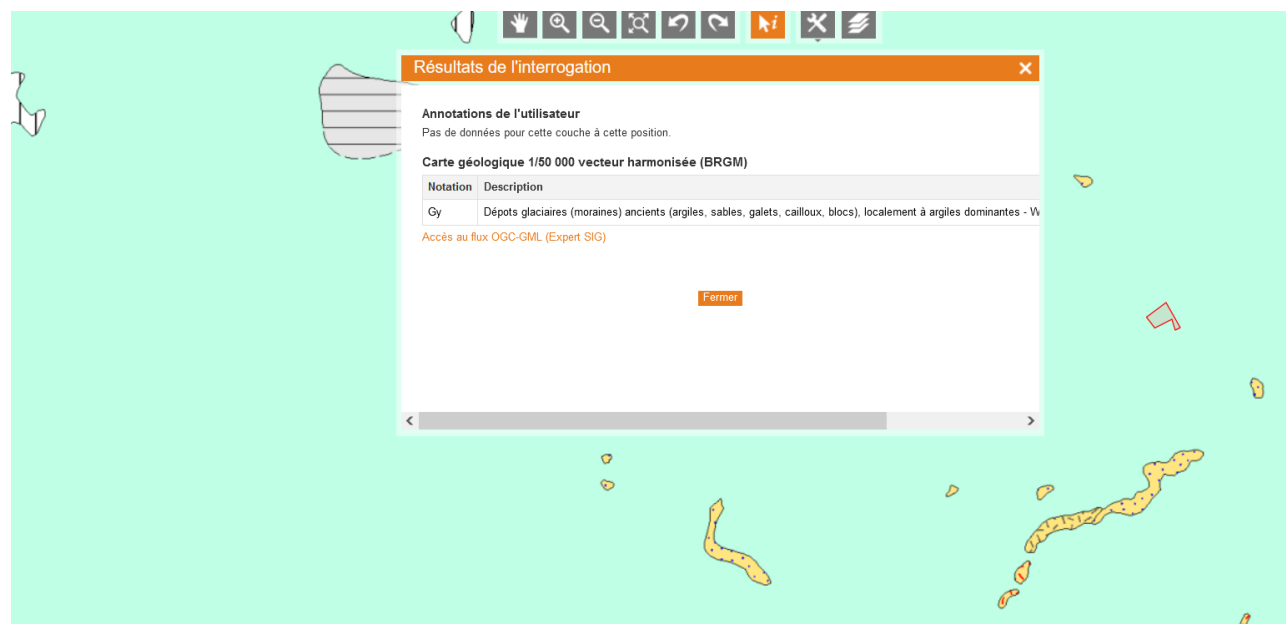 Résultats de l'interrogation
Annotations de l'utilisateur
Pas de données pour cette couche à cette position.
Carte géologique 1/50 000 vecteur harmonisée (BRGM)
Notation Description
Gy Dépots glaciaires (moraines) ancients (argiles, sables, galets, cailloux, blocs), localement à argiles dominantes - W
Accès au flux OGC-GML (Expert SIG)
Fermer